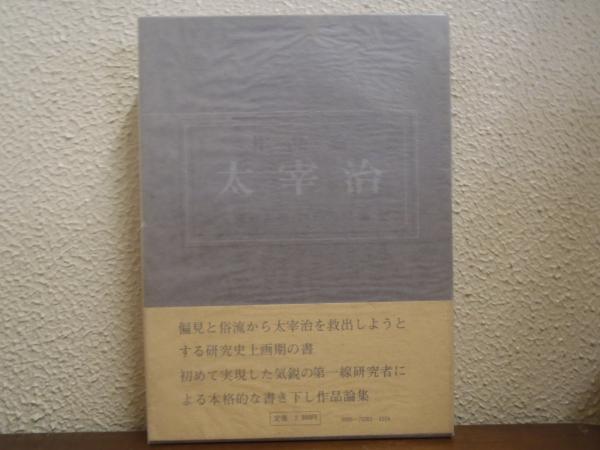 太宰治
偏見と俗流から太宰治を救出しようと
する研究史上画期の書
初めて実現した気鋭の第一線研究者に
よる本格的な書き下し作品論集
定価